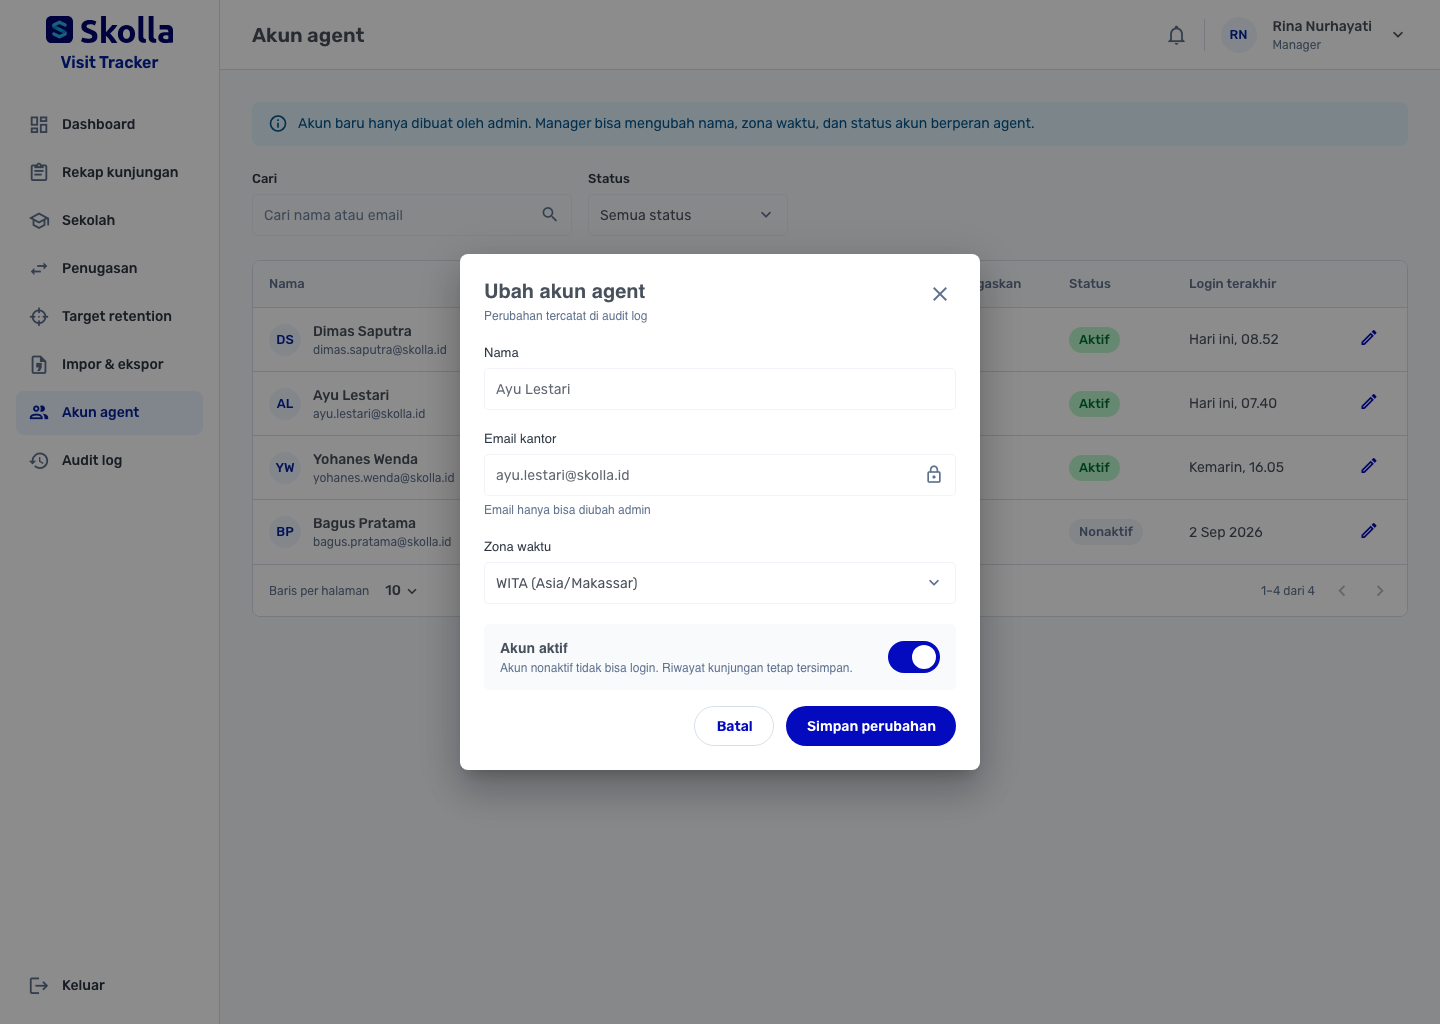 Skolla
Visit Tracker
Dashboard
Rekap kunjungan
Sekolah
Penugasan
Target retention
Impor & ekspor
Akun agent
Audit log
Keluar
Akun agent
RN
Rina Nurhayati
Manager
Akun baru hanya dibuat oleh admin. Manager bisa mengubah nama, zona waktu, dan status akun berperan agent.
Cari
Status
Cari nama atau email
Semua status
Nama
Status
Login terakhir
DS
Dimas Saputra
dimas.saputra@skolla.id
Aktif
Hari ini, 08.52
AL
Ayu Lestari
ayu.lestari@skolla.id
Aktif
Hari ini, 07.40
YW
Yohanes Wenda
yohanes.wenda@skolla.id
Aktif
Kemarin, 16.05
BP
Bagus Pratama
bagus.pratama@skolla.id
Nonaktif
2 Sep 2026
Baris per halaman
10
1–4 dari 4
Ubah akun agent
Perubahan tercatat di audit log
Nama
Ayu Lestari
Email kantor
ayu.lestari@skolla.id
Email hanya bisa diubah admin
Zona waktu
WITA (Asia/Makassar)
Akun aktif
Akun nonaktif tidak bisa login. Riwayat kunjungan tetap tersimpan.
Batal
Simpan perubahan